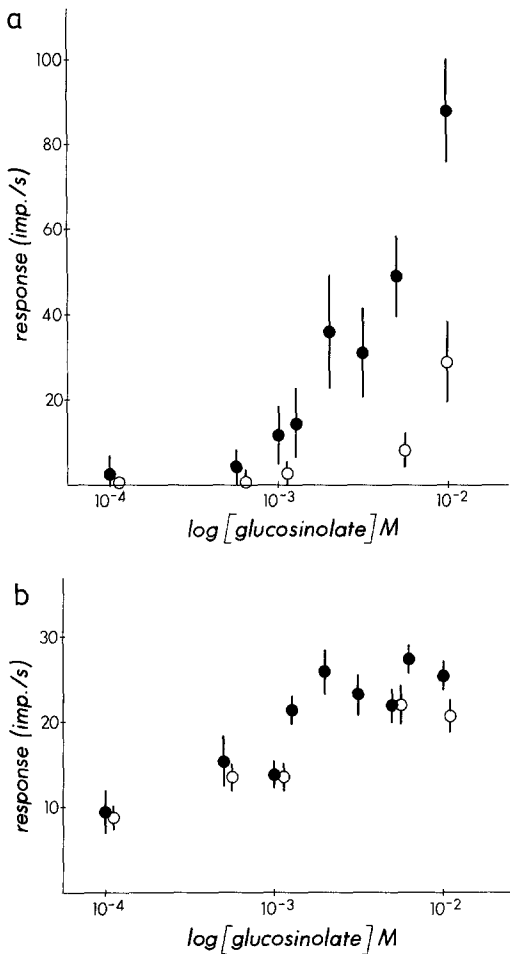 a
100
80
60
40
20
response (imp./s)
10⁻⁴ 10⁻³ 10⁻²
log [glucosinolate] M
b
30
20
10
response (imp./s)
10⁻⁴ 10⁻³ 10⁻²
log [glucosinolate] M